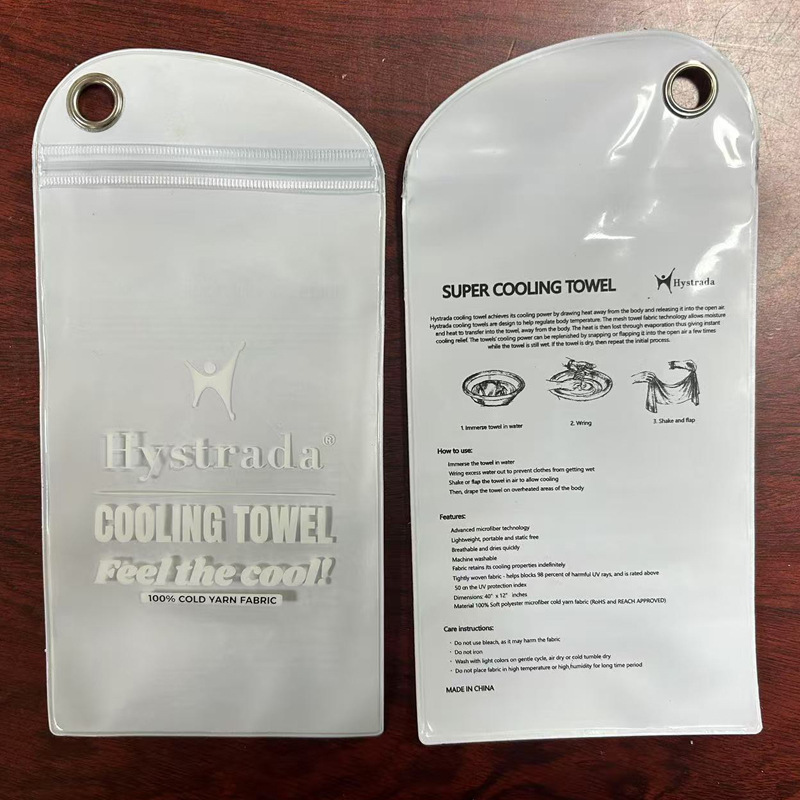 Hystrada®
COOLING TOWEL
Feel the cool!
100% COLD YARN FABRIC
SUPER COOLING TOWEL
Hystrada
Hystrada cooling towel achieves its cooling power by drawing heat away from the body and releasing it into the open air.
Hystrada cooling towels are design to help regulate body temperature. The mesh towel fabric technology allows moisture
and heat to transfer into the towel, away from the body. The heat is then lost through evaporation thus giving instant
cooling relief. The towels' cooling power can be replenished by snapping or flapping it into the open air a few times
while the towel is still wet. If the towel is dry, then repeat the initial process.
1. Immerse towel in water
2. Wring
3. Shake and flap
How to use:
Immerse the towel in water
Wring excess water out to prevent clothes from getting wet
Shake or flap the towel in air to allow cooling
Then, drape the towel on overheated areas of the body
Features:
Advanced microfiber technology
Lightweight, portable and static free
Breathable and dries quickly
Machine washable
Fabric retains its cooling properties indefinitely
Tightly woven fabric - helps blocks 98 percent of harmful UV rays, and is rated above
50 on the UV protection index
Dimensions: 40" x 12" inches
Material 100% Soft polyester microfiber cold yarn fabric (RoHS and REACH APPROVED)
Care instructions:
· Do not use bleach, as it may harm the fabric
· Do not iron
· Wash with light colors on gentle cycle, air dry or cold tumble dry
· Do not place fabric in high temperature or high humidity for long time period
MADE IN CHINA